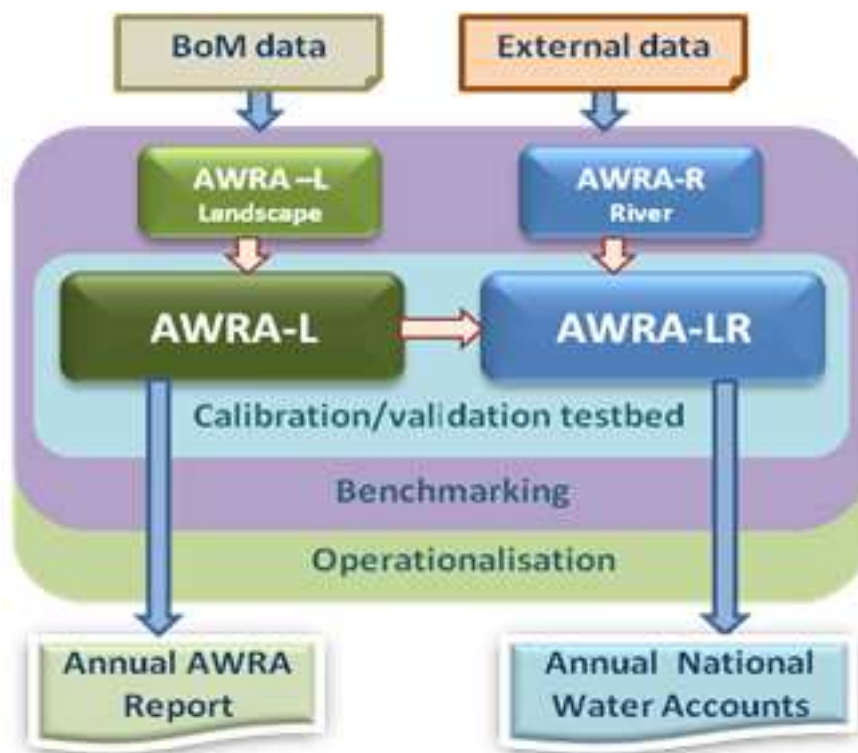 BoM data
External data
AWRA –L
Landscape
AWRA-R
River
AWRA-L
AWRA-LR
Calibration/validation testbed
Benchmarking
Operationalisation
Annual AWRA
Report
Annual National
Water Accounts